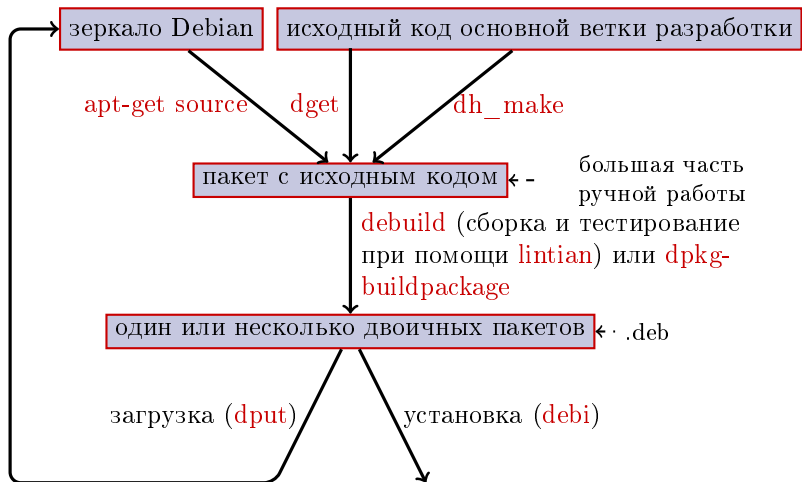 зеркало Debian
исходный код основной ветки разработки
apt-get source
dget
dh_make
пакет с исходным кодом
большая часть
ручной работы
debuild (сборка и тестирование
при помощи lintian) или dpkg-
buildpackage
один или несколько двоичных пакетов
.deb
загрузка (dput)
установка (debi)